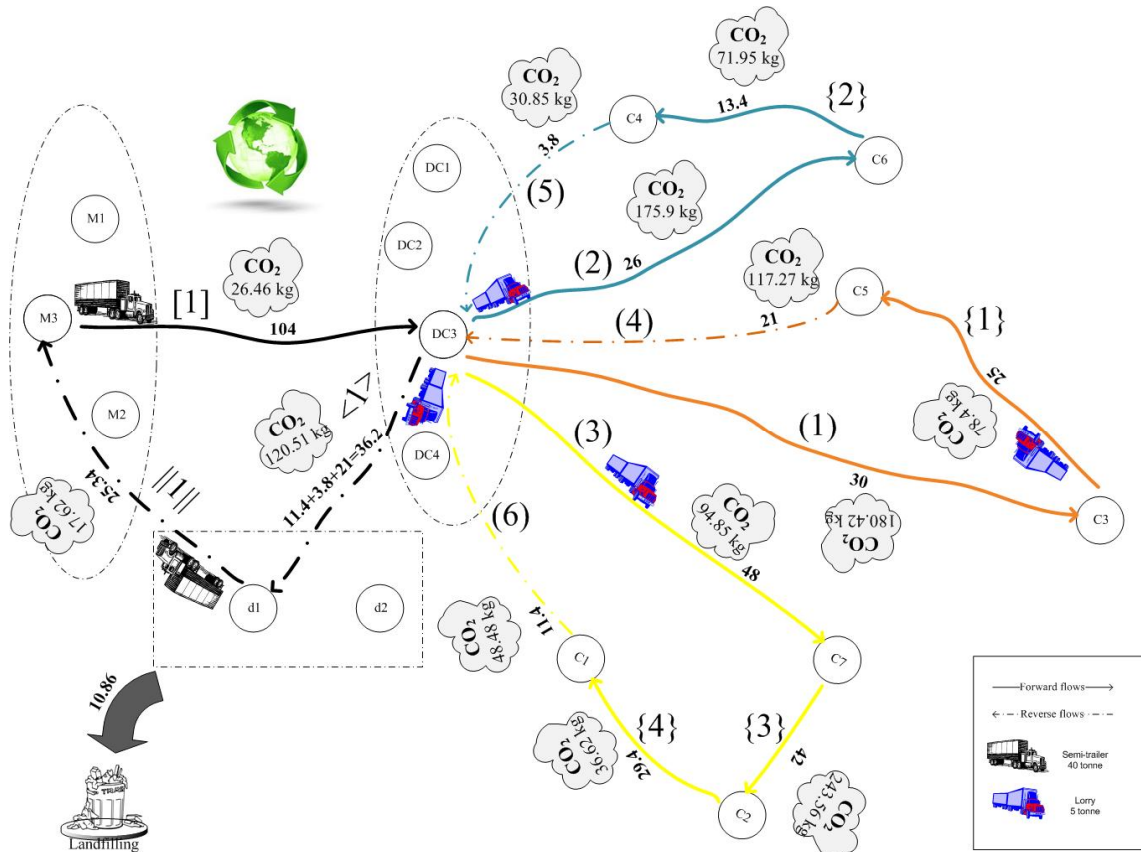 CO2
71.95 kg
13.4
{2}
CO2
30.85 kg
C4
3.8
C6
DC1
(5)
CO2
175.9 kg
M1
DC2
(2)
26
CO2
117.27 kg
CO2
26.46 kg
[1]
104
M3
DC3
(4)
21
C5
{1}
25
CO2
78.4 kg
M2
<1>
CO2
120.51 kg
11.4+3.8+21=36.2
DC4
(3)
(1)
30
C3
CO2
17.62 kg
25.34
||1||
(6)
CO2
94.85 kg
48
CO2
180.42 kg
d1
d2
11.4
CO2
48.48 kg
C1
C7
10.86
{4}
29.4
CO2
36.62 kg
{3}
42
C2
CO2
243.56 kg
TRASH
Landfilling
Forward flows
Reverse flows
Semi-trailer
40 tonne
Lorry
5 tonne